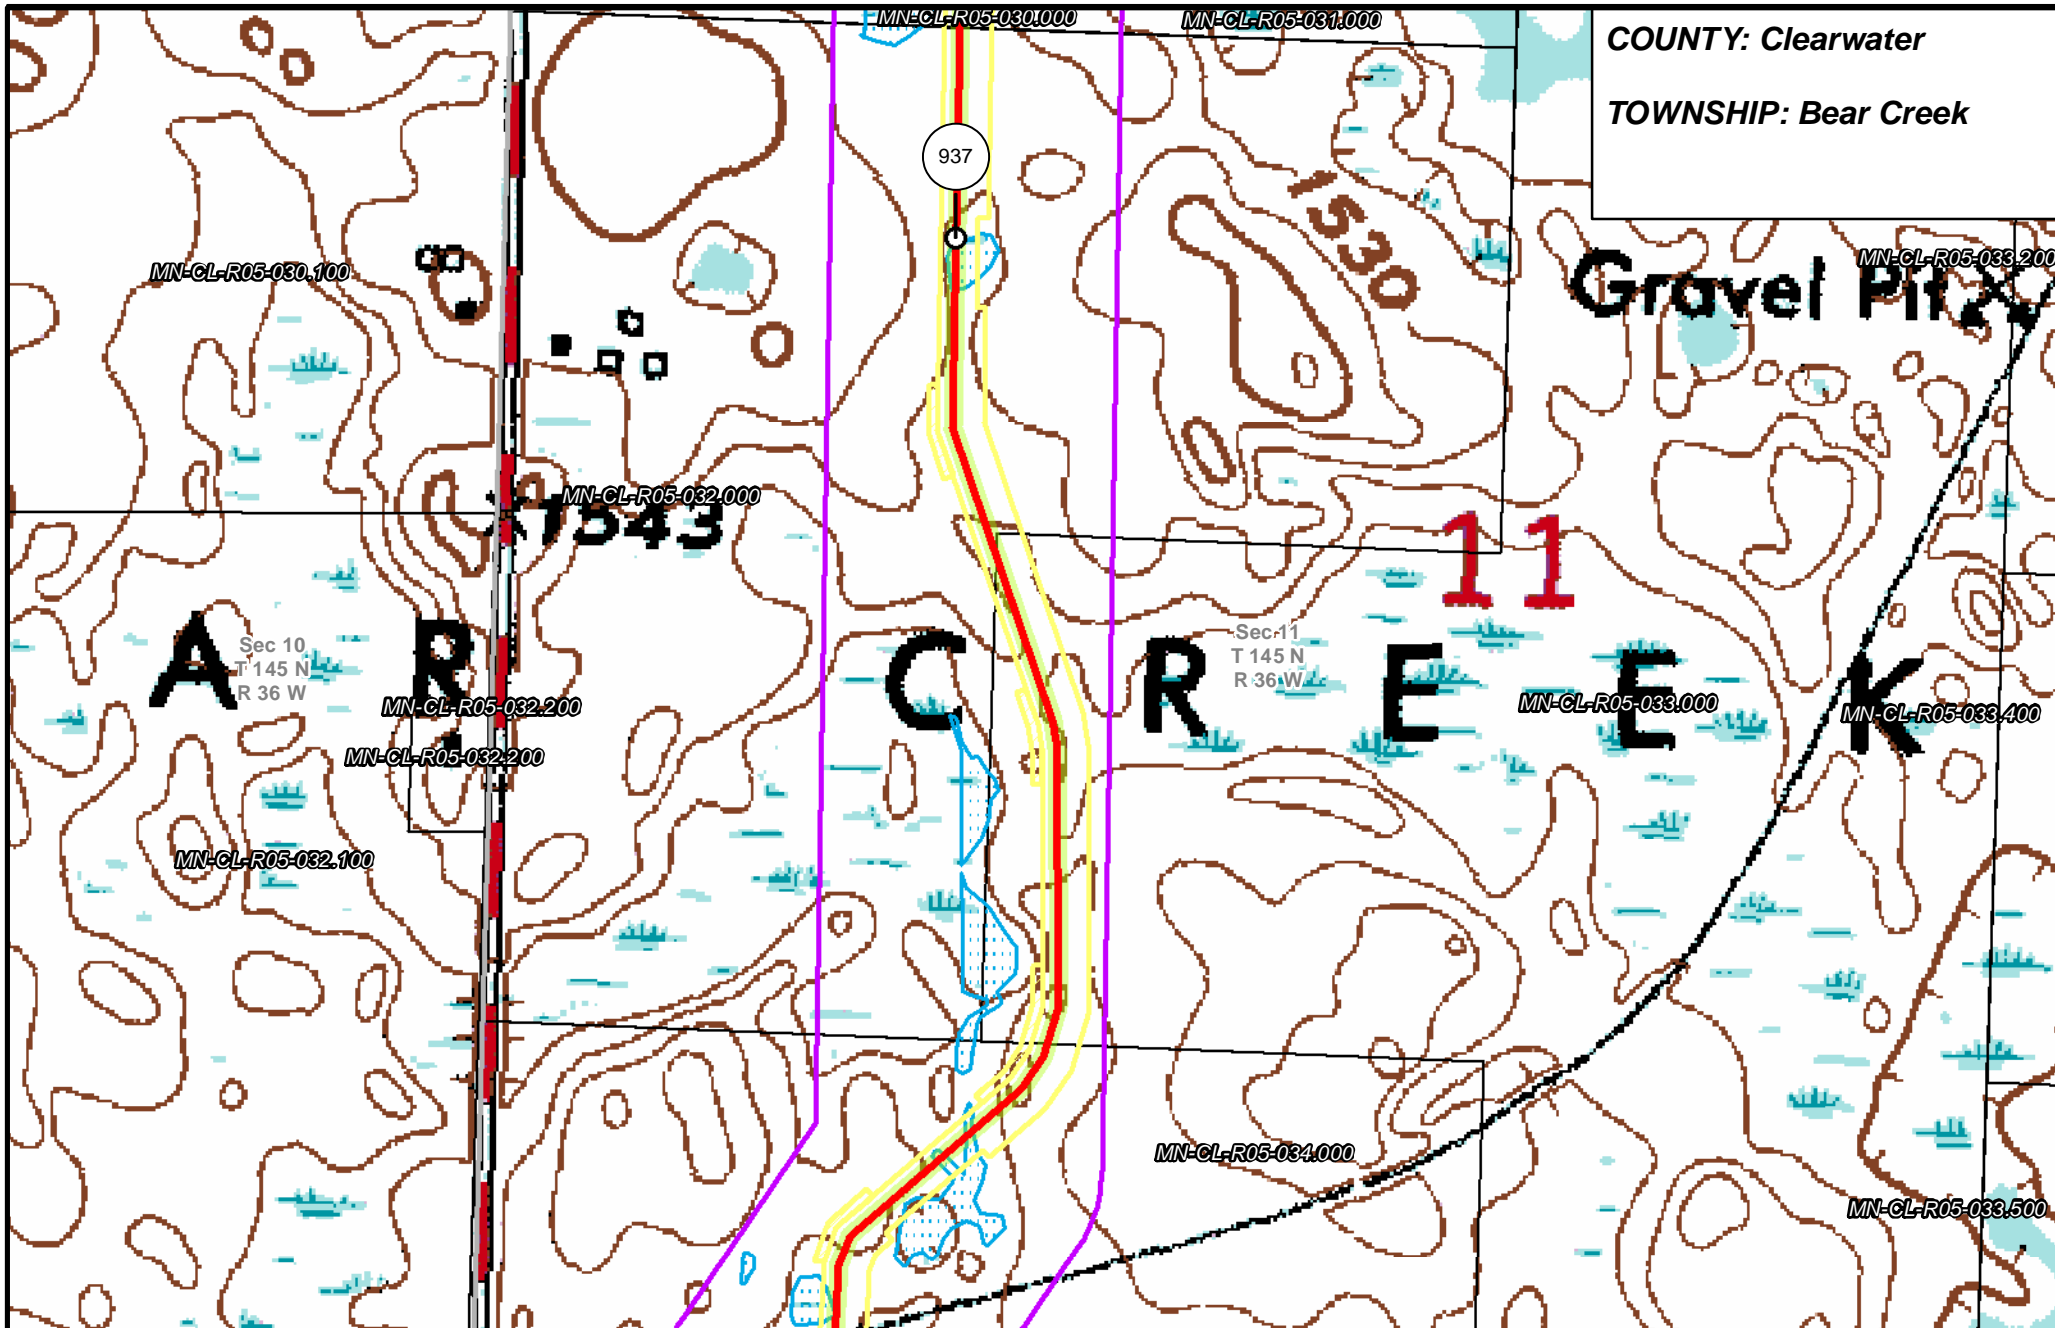 MN-CL-R05-030.000
MN-CL-R05-031.000
COUNTY: Clearwater
TOWNSHIP: Bear Creek
937
1530
MN-CL-R05-030.100
MN-CL-R05-033.200
Gravel Pit
MN-CL-R05-032.000
1543
11
Sec 10
T 145 N
R 36 W
Sec 11
T 145 N
R 36 W
A R C R E E K
MN-CL-R05-032.200
MN-CL-R05-033.000
MN-CL-R05-033.400
MN-CL-R05-032.200
MN-CL-R05-032.100
MN-CL-R05-034.000
MN-CL-R05-033.500